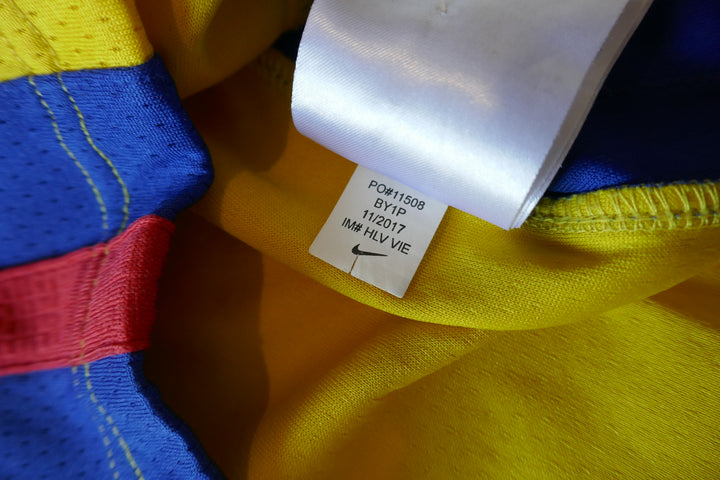 PO#11508
BY1P
11/2017
IM# HLV VIE